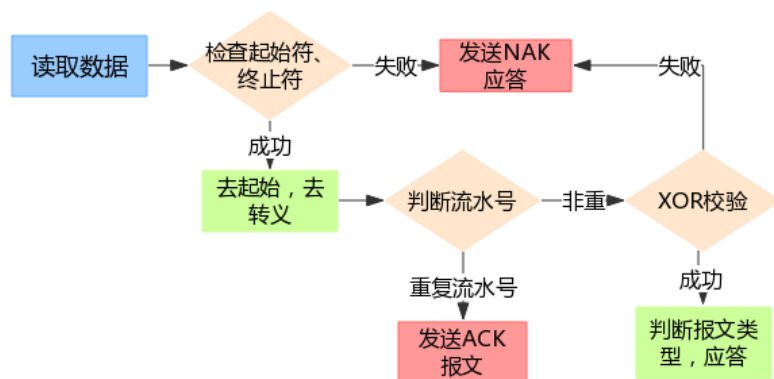 读取数据
检查起始符、
终止符
失败
发送NAK
应答
失败
成功
去起始，去
转义
判断流水号
非重
XOR校验
重复流水号
成功
发送ACK
报文
判断报文类
型，应答